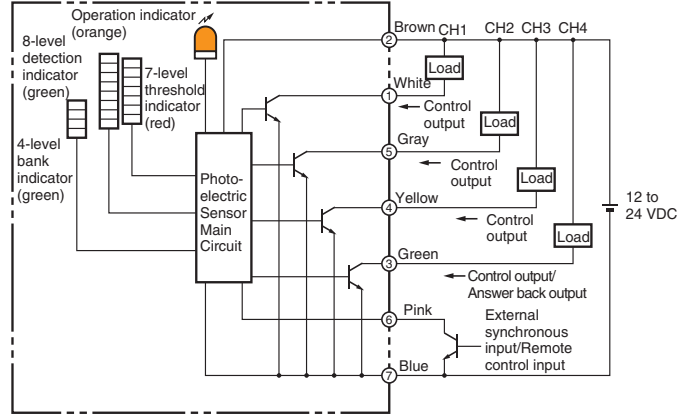 Operation indicator
(orange)
8-level
detection
indicator
(green)
7-level
threshold
indicator
(red)
4-level
bank
indicator
(green)
Photo-
electric
Sensor
Main
Circuit
2
Brown
CH1
CH2
CH3
CH4
Load
White
1
Control
output
Load
Gray
5
Control
output
Load
Yellow
4
Control
output
12 to
24 VDC
Load
Green
3
Control output/
Answer back output
6
Pink
External
synchronous
input/Remote
control input
7
Blue